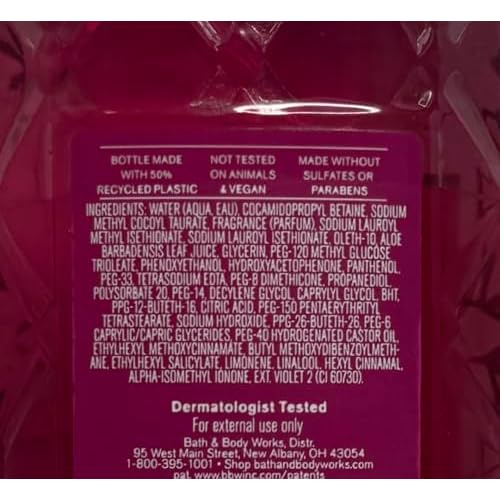 BOTTLE MADE WITH 50% RECYCLED PLASTIC
NOT TESTED ON ANIMALS & VEGAN
MADE WITHOUT SULFATES OR PARABENS
INGREDIENTS: WATER (AQUA, EAU), COCAMIDOPROPYL BETAINE, SODIUM
METHYL COCOYL TAURATE, FRAGRANCE (PARFUM), SODIUM LAUROYL
METHYL ISETHIONATE, SODIUM LAUROYL ISETHIONATE, OLETH-10, ALOE
BARBADENSIS LEAF JUICE, GLYCERIN, PEG-120 METHYL GLUCOSE
TRIOLEATE, PHENOXYETHANOL, HYDROXYACETOPHENONE, PANTHENOL,
PEG-33, TETRASODIUM EDTA, PEG-8 DIMETHICONE, PROPANEDIOL,
POLYSORBATE 20, PEG-14, DECYLENE GLYCOL, CAPRYLYL GLYCOL, BHT,
PPG-12-BUTETH-16, CITRIC ACID, PEG-150 PENTAERYTHRITYL
TETRASTEARATE, SODIUM HYDROXIDE, PPG-26-BUTETH-26, PEG-6
CAPRYLIC/CAPRIC GLYCERIDES, PEG-40 HYDROGENATED CASTOR OIL,
ETHYLHEXYL METHOXYCINNAMATE, BUTYL METHOXYDIBENZOYLMETH-
ANE, ETHYLHEXYL SALICYLATE, LIMONENE, LINALOOL, HEXYL CINNAMAL,
ALPHA-ISOMETHYL IONONE, EXT. VIOLET 2 (CI 60730).
Dermatologist Tested
For external use only
Bath & Body Works, Distr.
95 West Main Street, New Albany, OH 43054
1-800-395-1001 • Shop bathandbodyworks.com
pat. www.bbwinc.com/patents